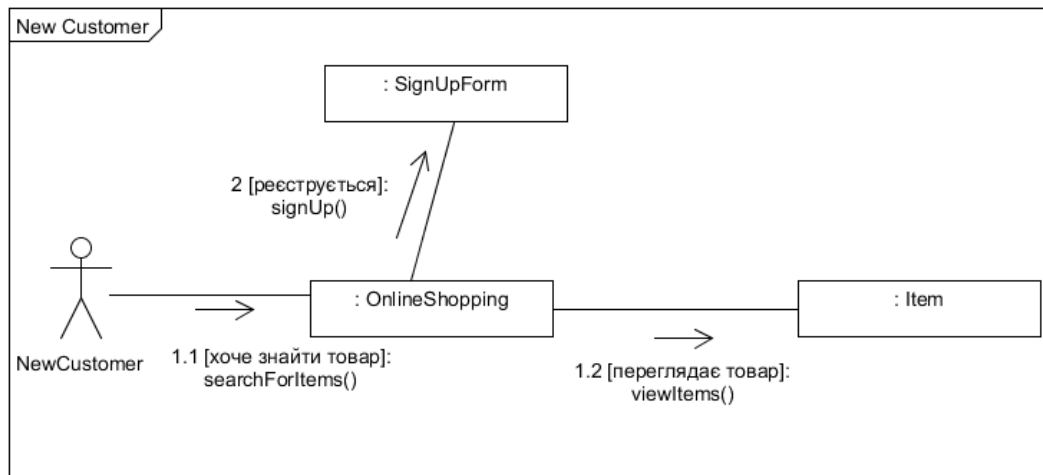 New Customer
: SignUpForm
2 [реєструється]:
signUp()
: OnlineShopping
: Item
NewCustomer
1.1 [хоче знайти товар]:
searchForItems()
1.2 [переглядає товар]:
viewItems()